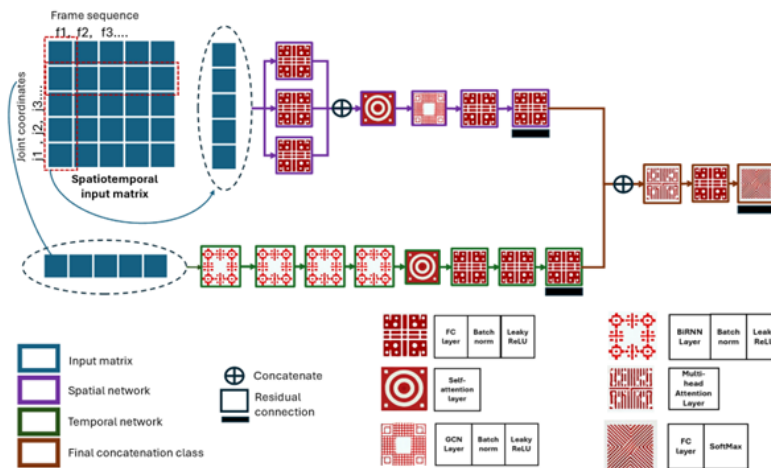 Frame sequence
f1, f2, f3....
Joint coordinates
j1, j2, j3....
Spatiotemporal
input matrix
Input matrix
Spatial network
Temporal network
Final concatenation class
Concatenate
Residual
connection
FC
layer
Batch
norm
Leaky
ReLU
Self-
attention
layer
GCN
Layer
Batch
norm
Leaky
ReLU
BiRNN
Layer
Batch
norm
Leaky
ReLU
Multi-
head
Attention
Layer
FC
layer
SoftMax